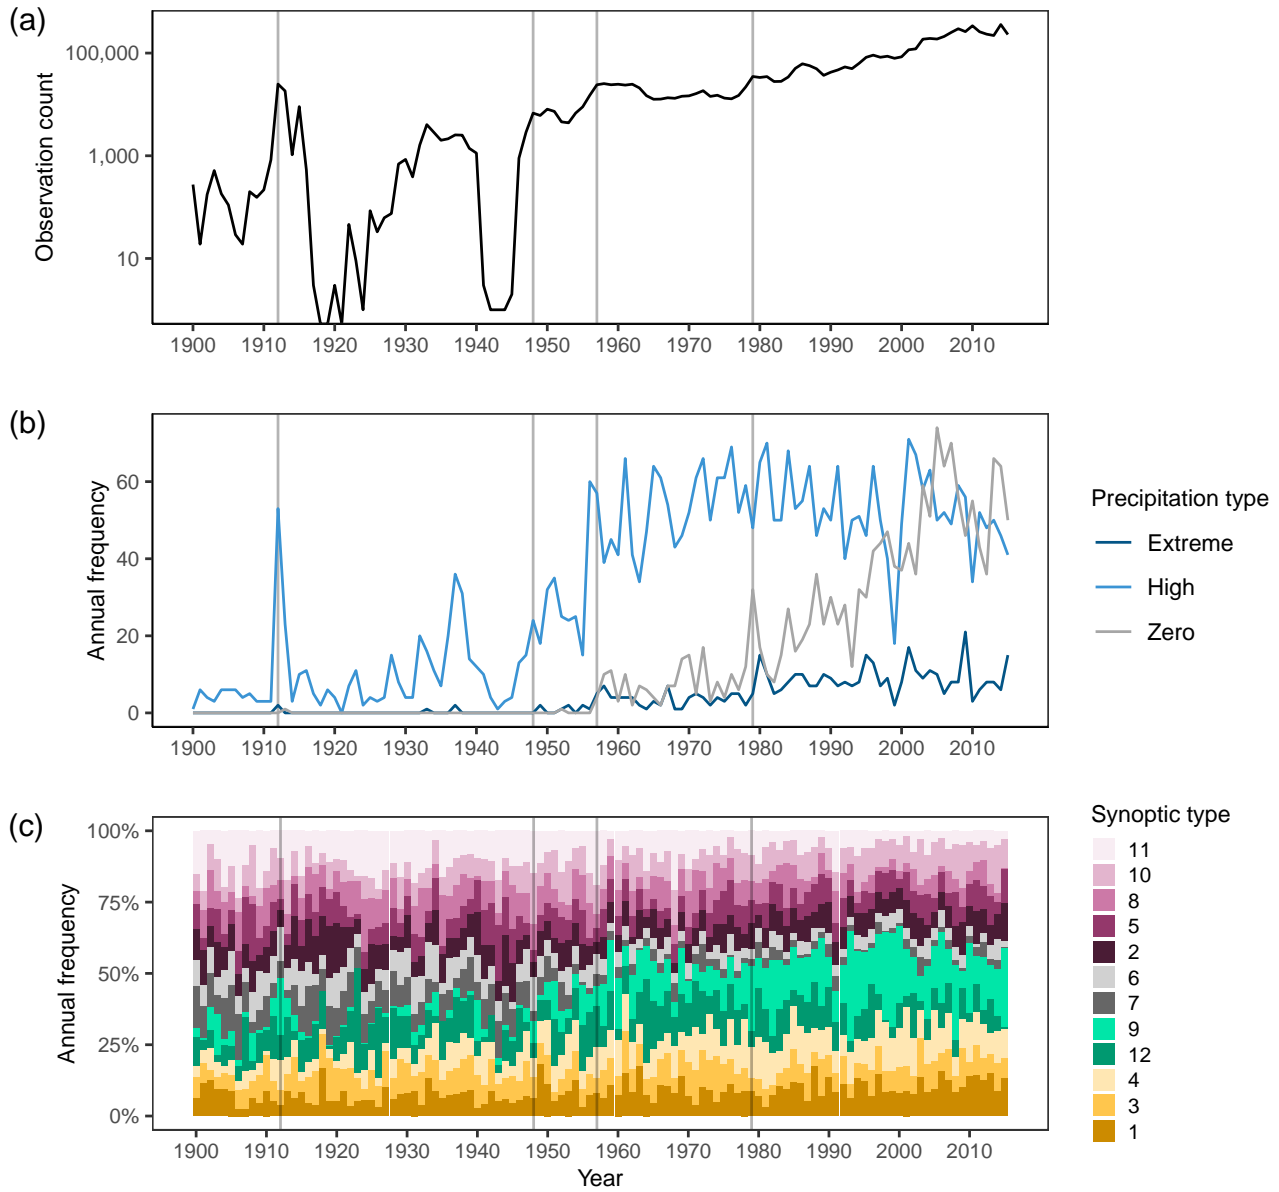 (a)
100,000
1,000
10
Observation count
1900 1910 1920 1930 1940 1950 1960 1970 1980 1990 2000 2010
(b)
60
40
20
0
Annual frequency
1900 1910 1920 1930 1940 1950 1960 1970 1980 1990 2000 2010
Precipitation type
Extreme
High
Zero
(c)
100%
75%
50%
25%
0%
Annual frequency
1900 1910 1920 1930 1940 1950 1960 1970 1980 1990 2000 2010
Year
Synoptic type
11
10
8
5
2
6
7
9
12
4
3
1